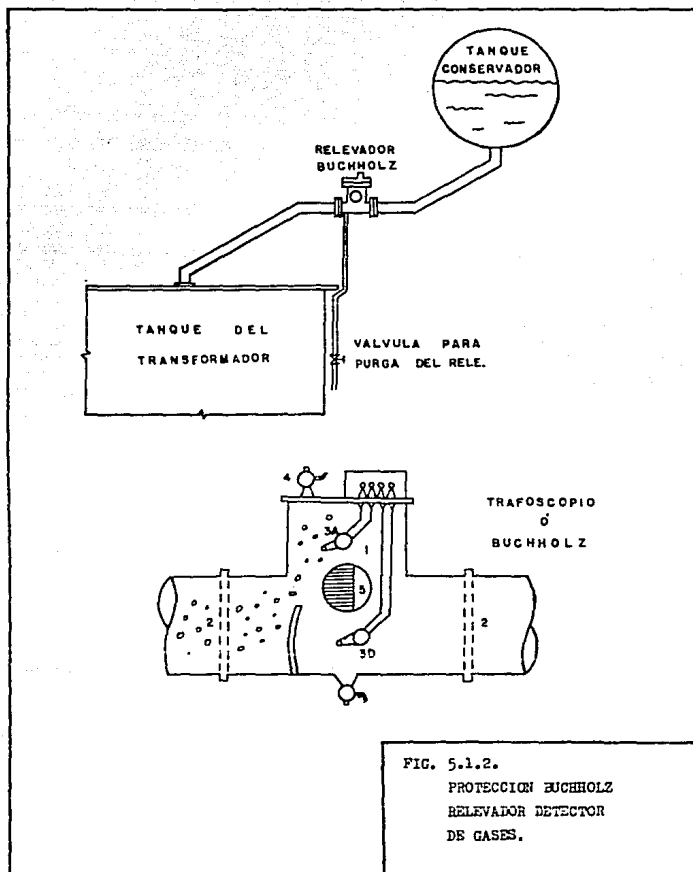 TANQUE
CONSERVADOR
RELEVADOR
BUCHHOLZ
TANQUE DEL
TRANSFORMADOR
VALVULA PARA
PURGA DEL RELE.
4
TRAFOSCOPIO
O'
BUCHHOLZ
3A
1
5
2
2
3D
FIG. 5.1.2.
PROTECCION BUCHHOLZ
RELEVADOR DETECTOR
DE GASES.